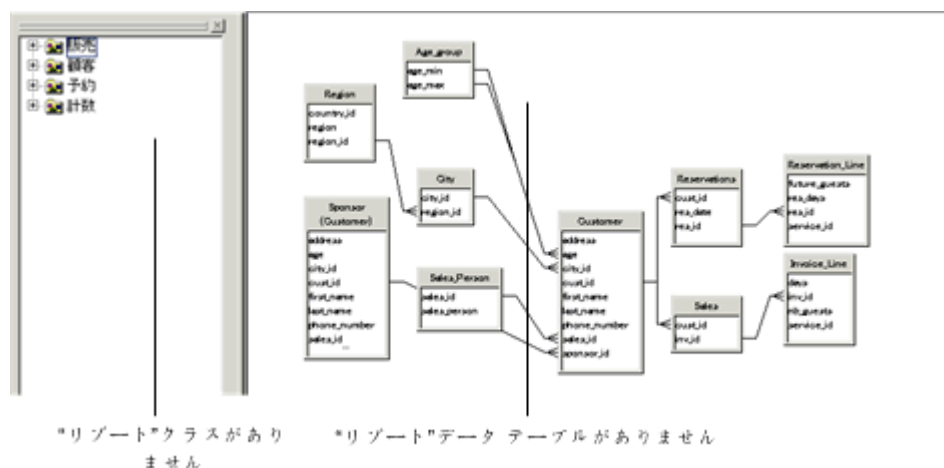 販売
顧客
予約
計数
Age_group
age_min
age_max
Region
country_id
region
region_id
City
city_id
region_id
Sponsor
(Customer)
address
age
city_id
cust_id
first_name
last_name
phone_number
sales_id
...
Sales_Person
sales_id
sales_person
Customer
address
age
city_id
cust_id
first_name
last_name
phone_number
sales_id
sponsor_id
Reservations
cust_id
res_date
res_id
Reservation_Line
future_guests
res_days
res_id
service_id
Sales
cust_id
inv_id
Invoice_Line
days
inv_id
nb_guests
service_id
"リゾート"クラスがあり
ません
"リゾート"データ テーブルがありません